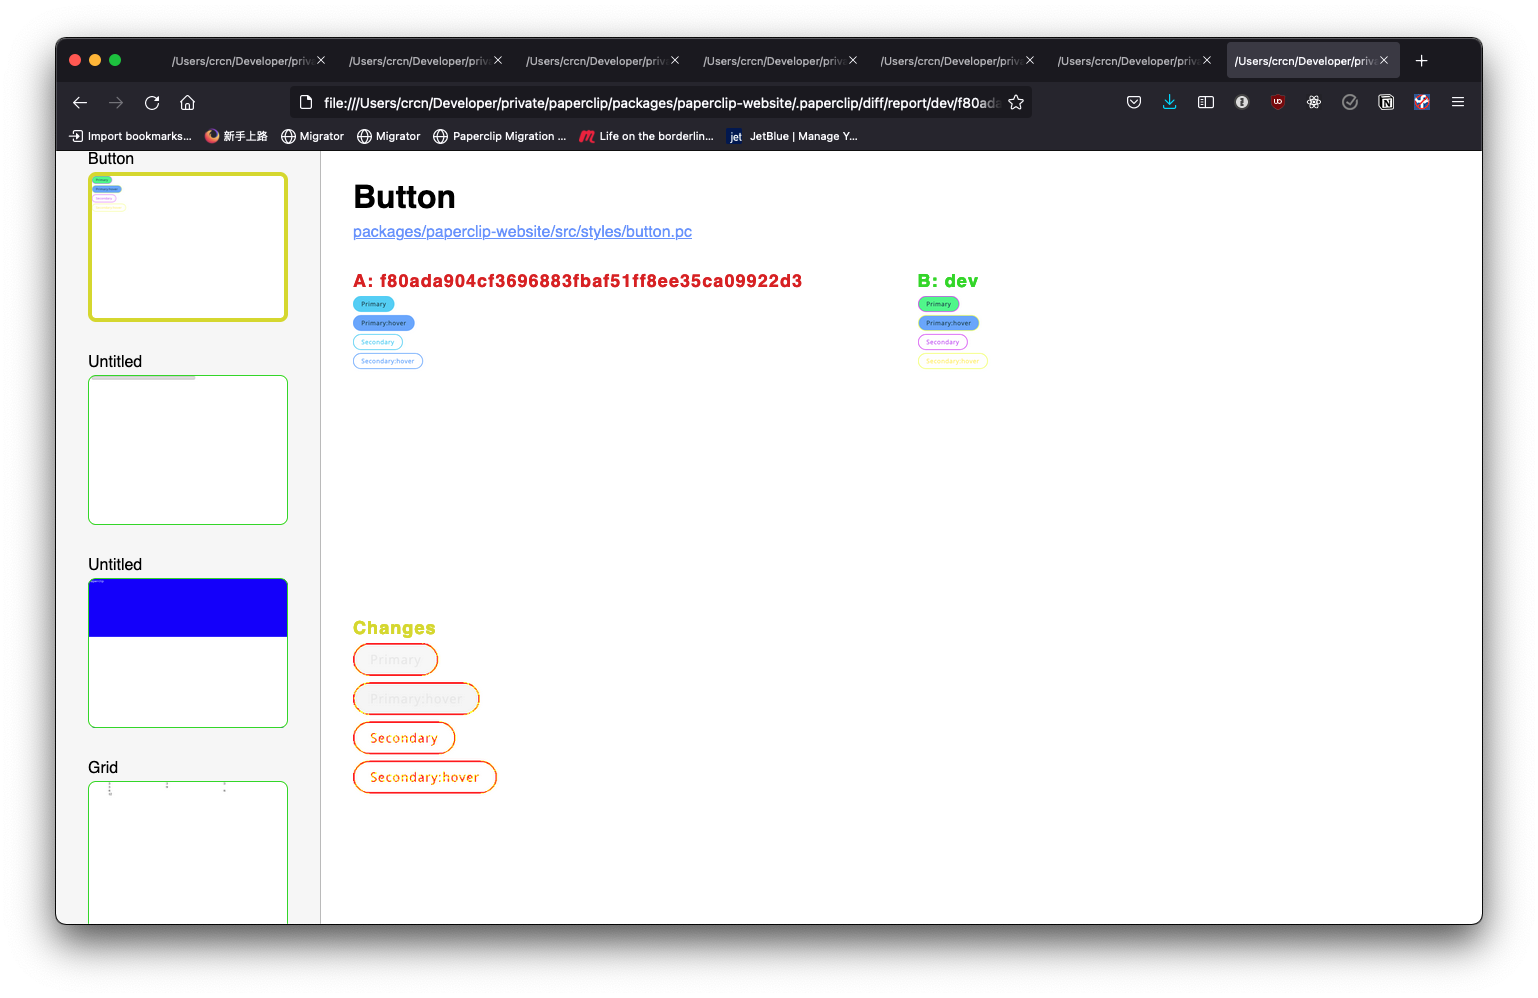 /Users/crcn/Developer/priv
/Users/crcn/Developer/priv
/Users/crcn/Developer/priv
/Users/crcn/Developer/priv
/Users/crcn/Developer/priv
/Users/crcn/Developer/priv
/Users/crcn/Developer/priv
file:///Users/crcn/Developer/private/paperclip/packages/paperclip-website/.paperclip/diff/report/dev/f80ada
Import bookmarks...
新手上路
Migrator
Migrator
Paperclip Migration ...
Life on the borderlin...
jet
JetBlue | Manage Y...
Button
Untitled
Untitled
Grid
Button
packages/paperclip-website/src/styles/button.pc
A: f80ada904cf3696883fbaf51ff8ee35ca09922d3
Primary
Primary:hover
Secondary
Secondary:hover
B: dev
Primary
Primary:hover
Secondary
Secondary:hover
Changes
Primary
Primary:hover
Secondary
Secondary:hover